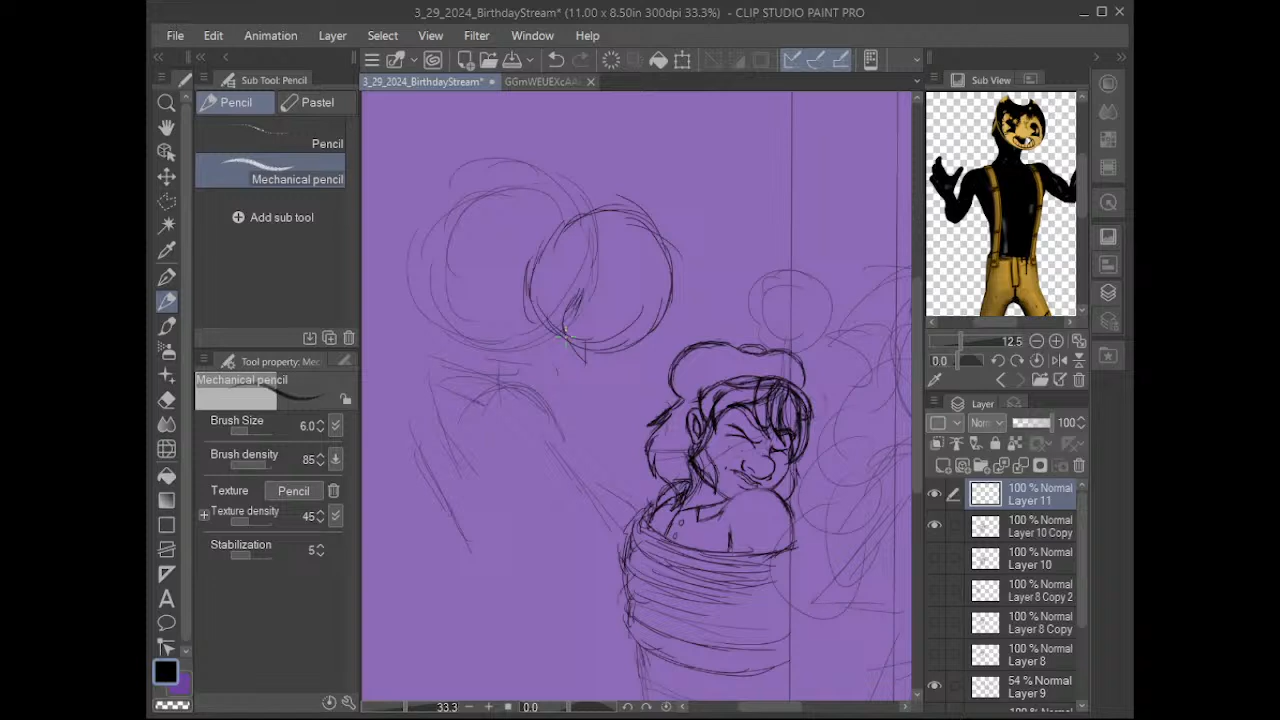 3_29_2024_BirthdayStream* (11.00 x 8.50in 300dpi 33.3%) - CLIP STUDIO PAINT PRO
File Edit Animation Layer Select View Filter Window Help
Sub Tool: Pencil
3_29_2024_BirthdayStream*
Sub View
Pencil Pastel
Pencil
Mechanical pencil
Add sub tool
12.5
0.0
Tool property: Mec
Mechanical pencil
Brush Size 6.0
Brush density 85
Texture Pencil
Texture density 45
Stabilization 5
Layer
Norm 100
100 % Normal
Layer 11
100 % Normal
Layer 10 Copy
100 % Normal
Layer 10
100 % Normal
Layer 8 Copy 2
100 % Normal
Layer 8 Copy
100 % Normal
Layer 8
54 % Normal
Layer 9
33.3 0.0